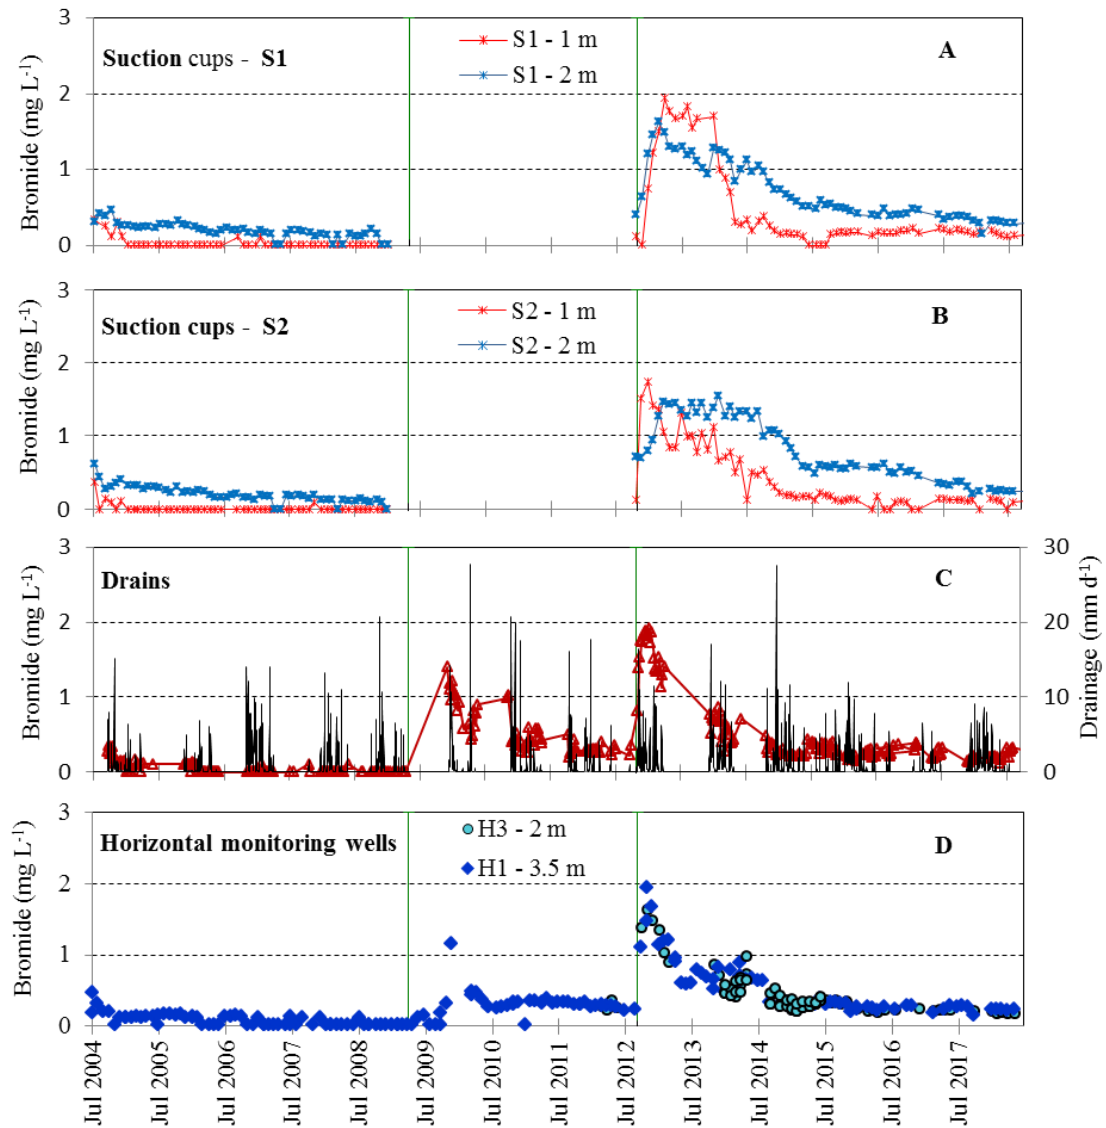 3
2
1
0
Bromide (mg L-1)
Suction cups - S1
S1 - 1 m
S1 - 2 m
A
3
2
1
0
Bromide (mg L-1)
Suction cups - S2
S2 - 1 m
S2 - 2 m
B
3
2
1
0
Bromide (mg L-1)
Drains
C
30
20
10
0
Drainage (mm d-1)
3
2
1
0
Bromide (mg L-1)
Horizontal monitoring wells
H3 - 2 m
H1 - 3.5 m
D
Jul 2004
Jul 2005
Jul 2006
Jul 2007
Jul 2008
Jul 2009
Jul 2010
Jul 2011
Jul 2012
Jul 2013
Jul 2014
Jul 2015
Jul 2016
Jul 2017